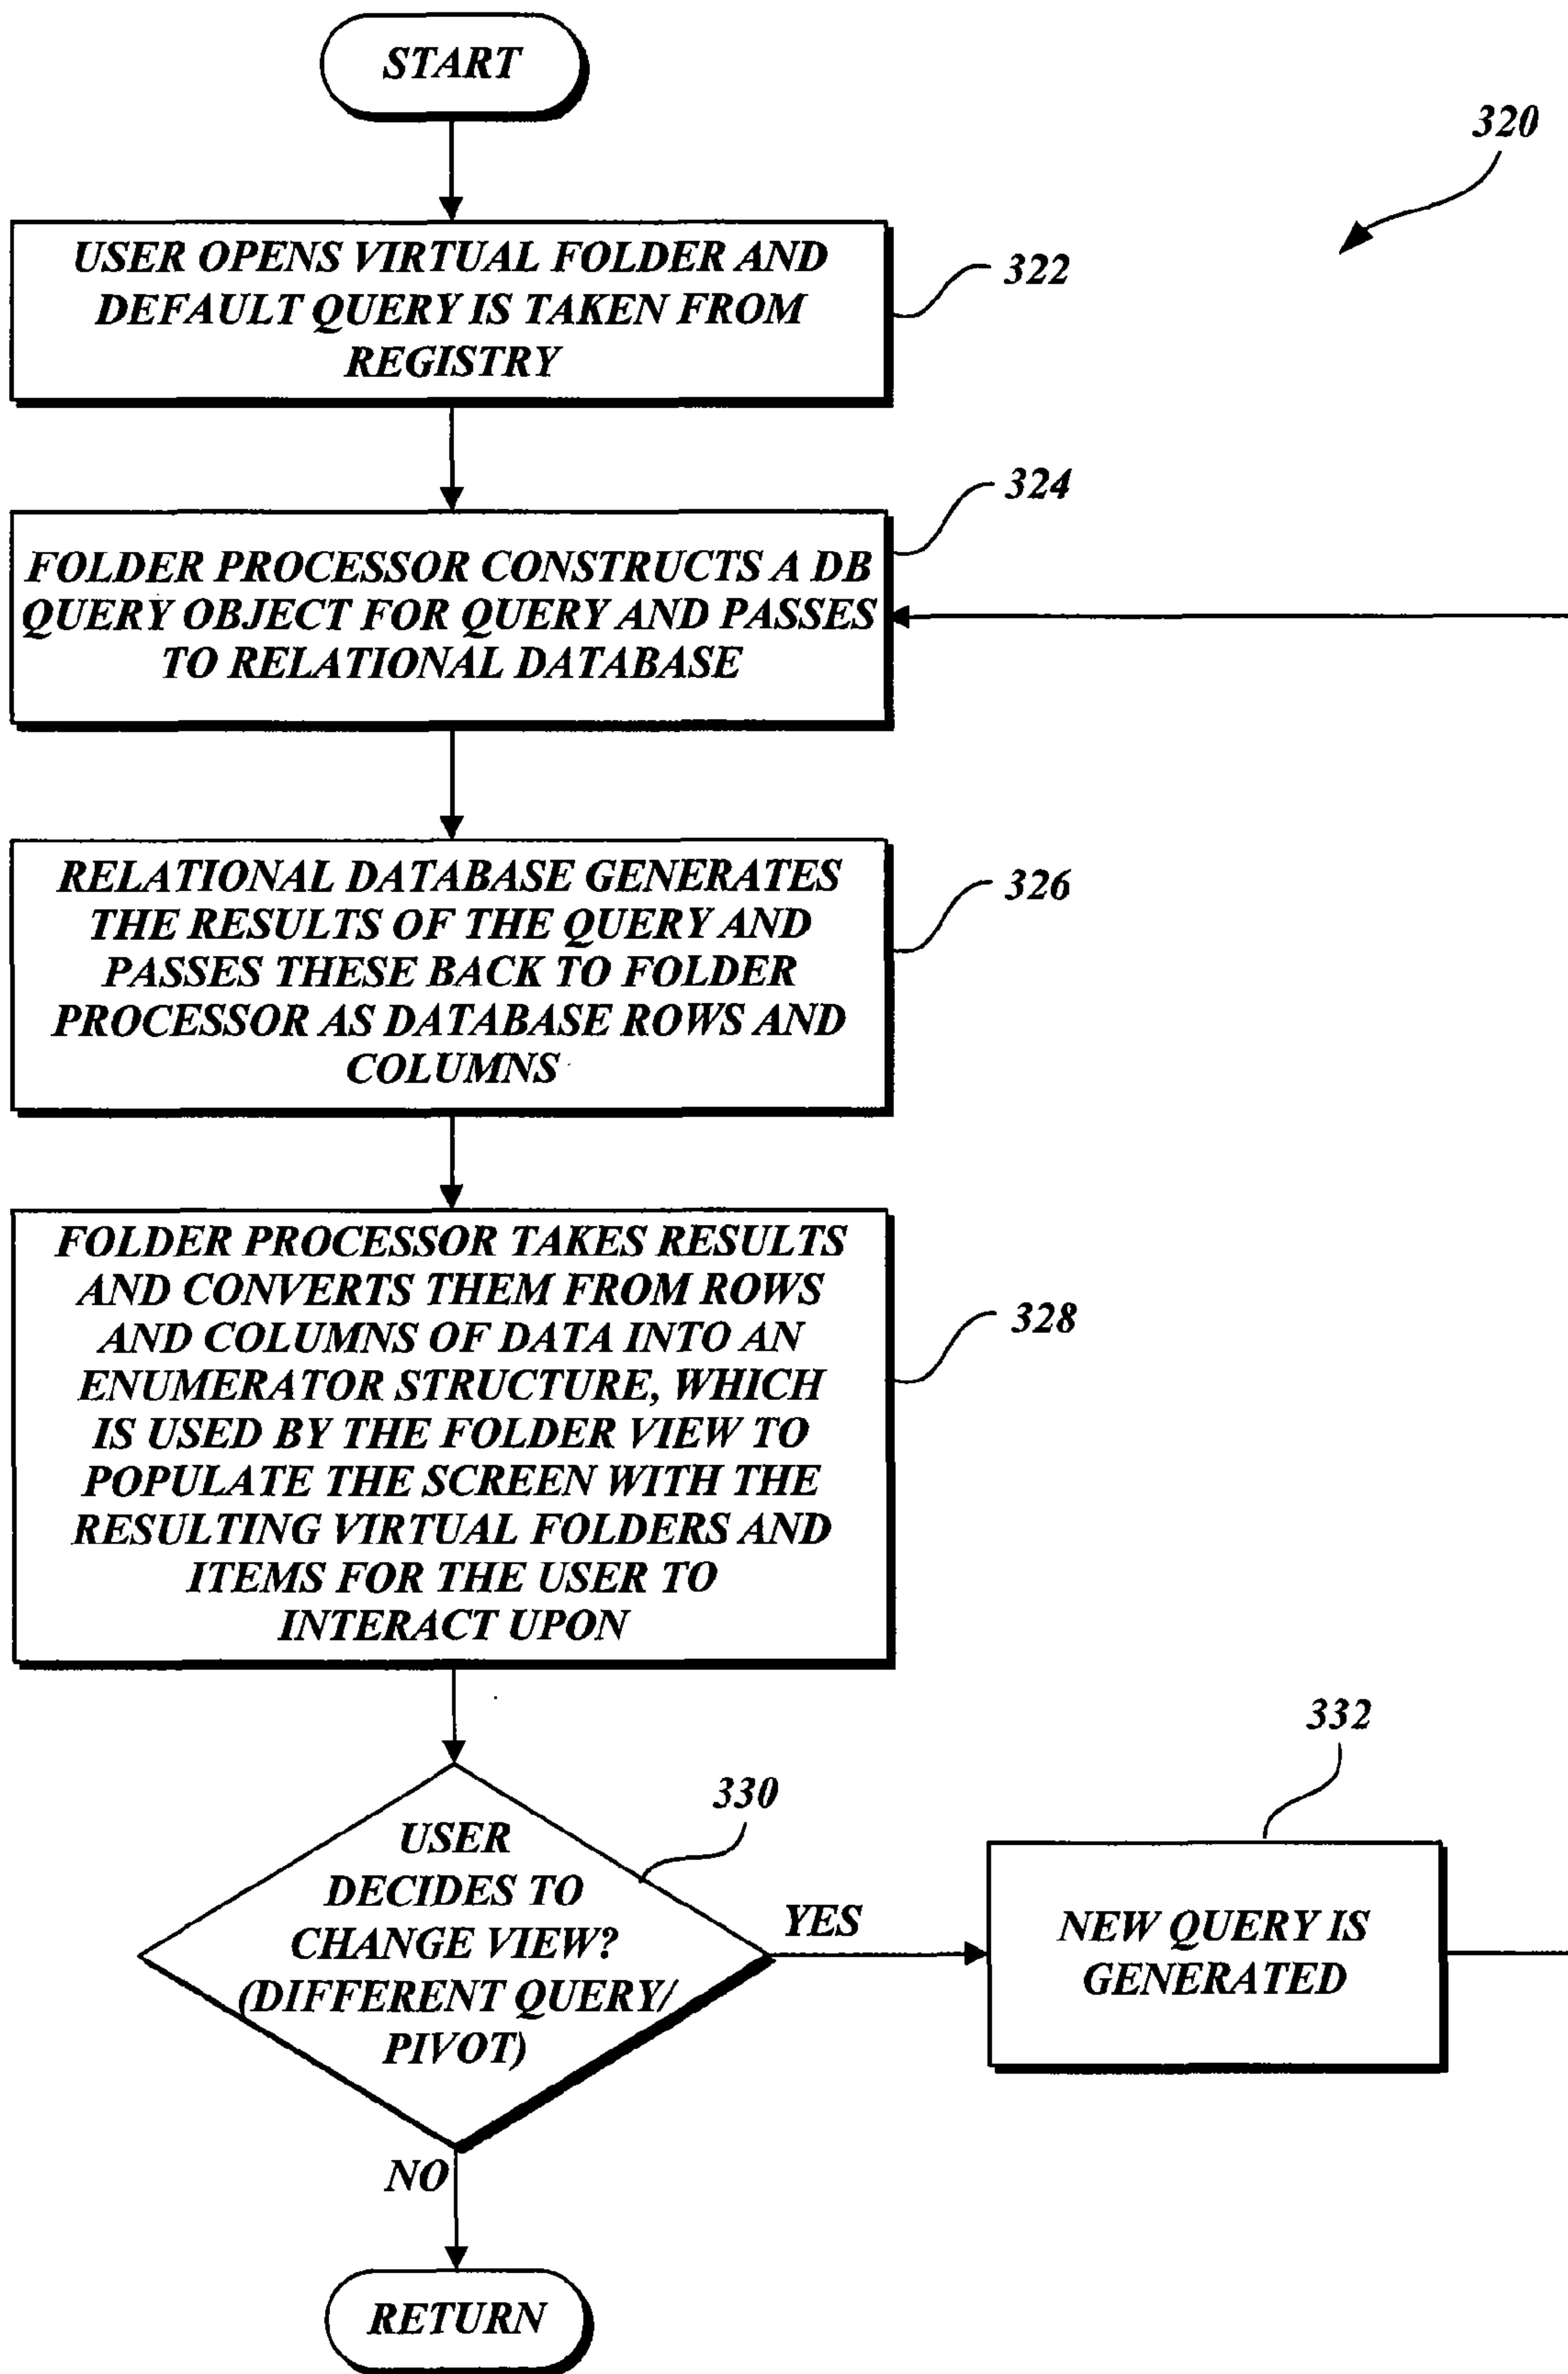 START
320
USER OPENS VIRTUAL FOLDER AND
DEFAULT QUERY IS TAKEN FROM
REGISTRY
322
324
FOLDER PROCESSOR CONSTRUCTS A DB
QUERY OBJECT FOR QUERY AND PASSES
TO RELATIONAL DATABASE
RELATIONAL DATABASE GENERATES
THE RESULTS OF THE QUERY AND
PASSES THESE BACK TO FOLDER
PROCESSOR AS DATABASE ROWS AND
COLUMNS
326
FOLDER PROCESSOR TAKES RESULTS
AND CONVERTS THEM FROM ROWS
AND COLUMNS OF DATA INTO AN
ENUMERATOR STRUCTURE, WHICH
IS USED BY THE FOLDER VIEW TO
POPULATE THE SCREEN WITH THE
RESULTING VIRTUAL FOLDERS AND
ITEMS FOR THE USER TO
INTERACT UPON
328
330
USER
DECIDES TO
CHANGE VIEW?
(DIFFERENT QUERY/
PIVOT)
YES
332
NEW QUERY IS
GENERATED
NO
RETURN